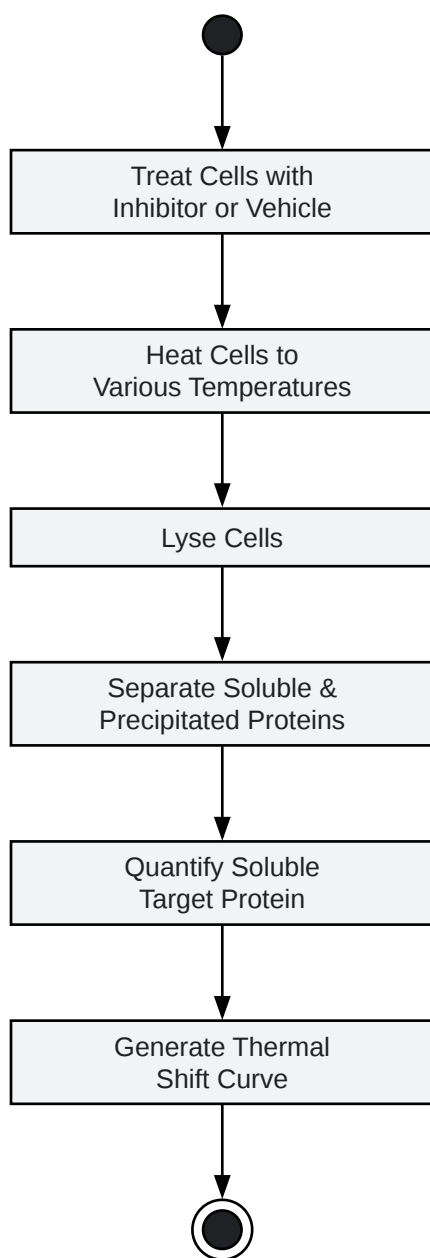 Treat Cells with
Inhibitor or Vehicle
Heat Cells to
Various Temperatures
Lyse Cells
Separate Soluble &
Precipitated Proteins
Quantify Soluble
Target Protein
Generate Thermal
Shift Curve